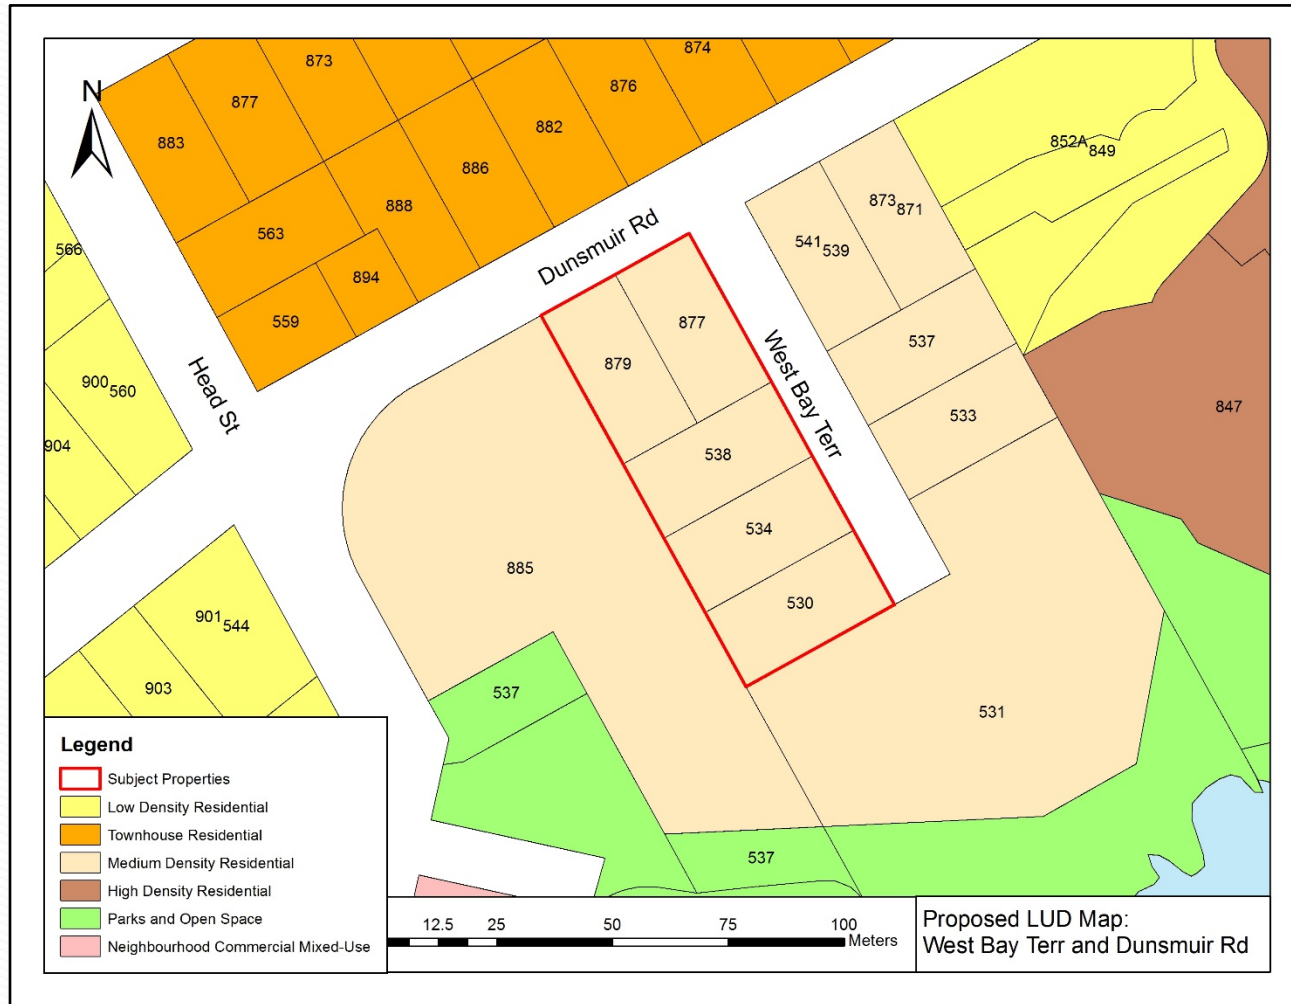 874
873
876
877
N
882
883
852A 849
886
873 871
888
563
541 539
566
Dunsmuir Rd
894
559
877
537
879
West Bay Terr
900 560
Head St
847
533
904
538
534
885
530
901 544
903
537
531
537
Legend
Subject Properties
Low Density Residential
Townhouse Residential
Medium Density Residential
High Density Residential
Parks and Open Space
Neighbourhood Commercial Mixed-Use
12.5 25 50 75 100
Meters
Proposed LUD Map:
West Bay Terr and Dunsmuir Rd